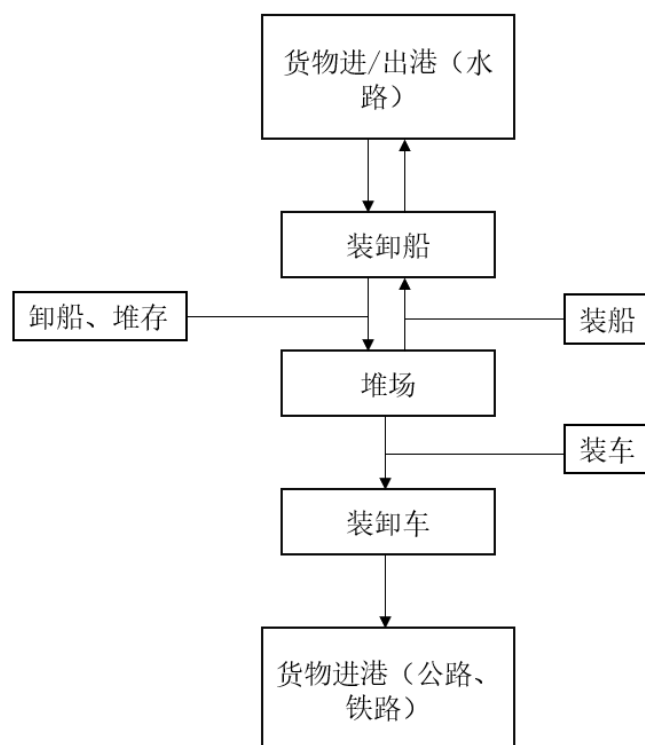 货物进/出港（水
路）
装卸船
卸船、堆存
装船
堆场
装车
装卸车
货物进港（公路、
铁路）